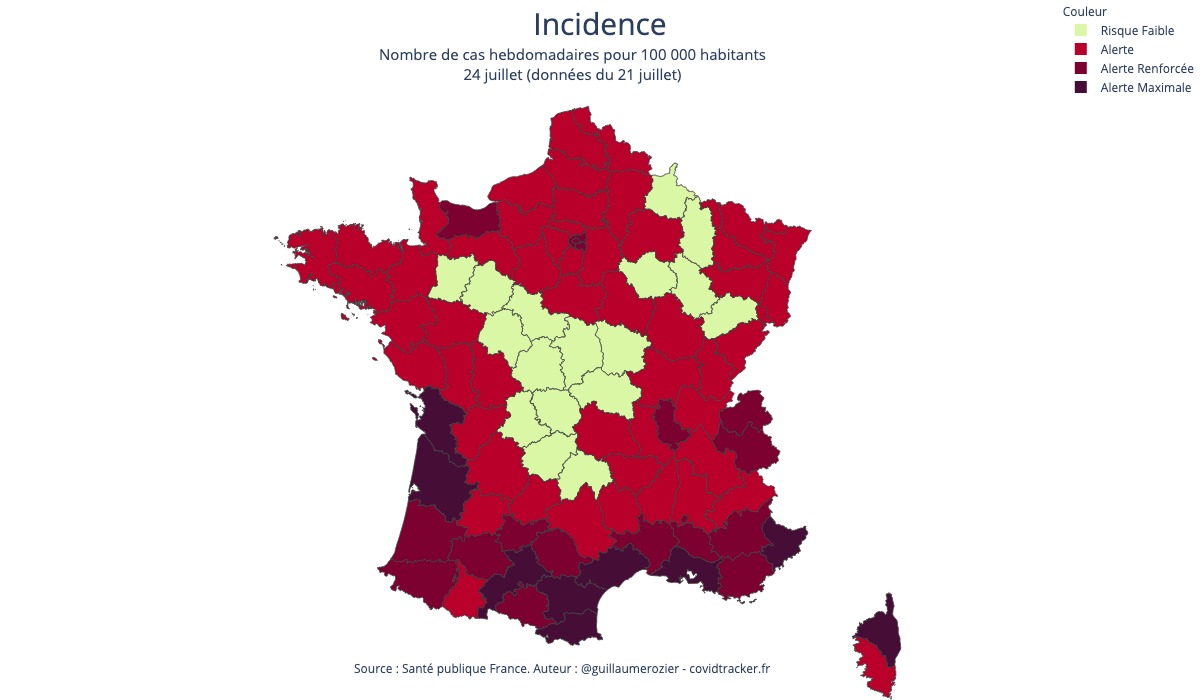 Incidence
Nombre de cas hebdomadaires pour 100 000 habitants
24 juillet (données du 21 juillet)
Couleur
Risque Faible
Alerte
Alerte Renforcée
Alerte Maximale
Source : Santé publique France. Auteur : @guillaumerozier - covidtracker.fr